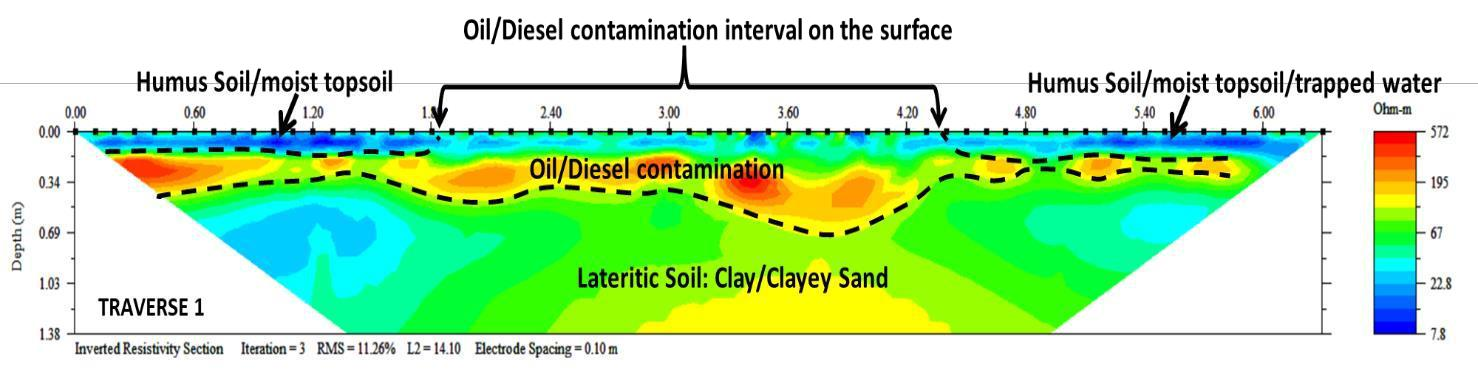 Oil/Diesel contamination interval on the surface
Humus Soil/moist topsoil
Humus Soil/moist topsoil/trapped water
0.00 0.60 1.20 1.80 2.40 3.00 3.60 4.20 4.80 5.40 6.00
Ohm-m
0.00
0.34
0.69
1.03
1.38
Depth (m)
Oil/Diesel contamination
Lateritic Soil: Clay/Clayey Sand
TRAVERSE 1
572
195
67
22.8
7.8
Inverted Resistivity Section Iteration = 3 RMS = 11.26% L2 = 14.10 Electrode Spacing = 0.10 m